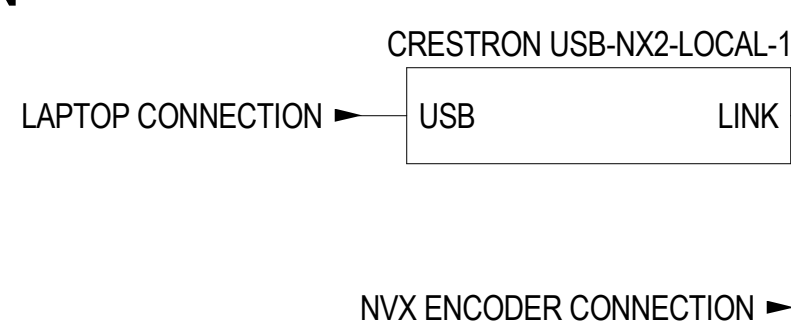 CRESTRON USB-NX2-LOCAL-1
LAPTOP CONNECTION USB LINK
NVX ENCODER CONNECTION